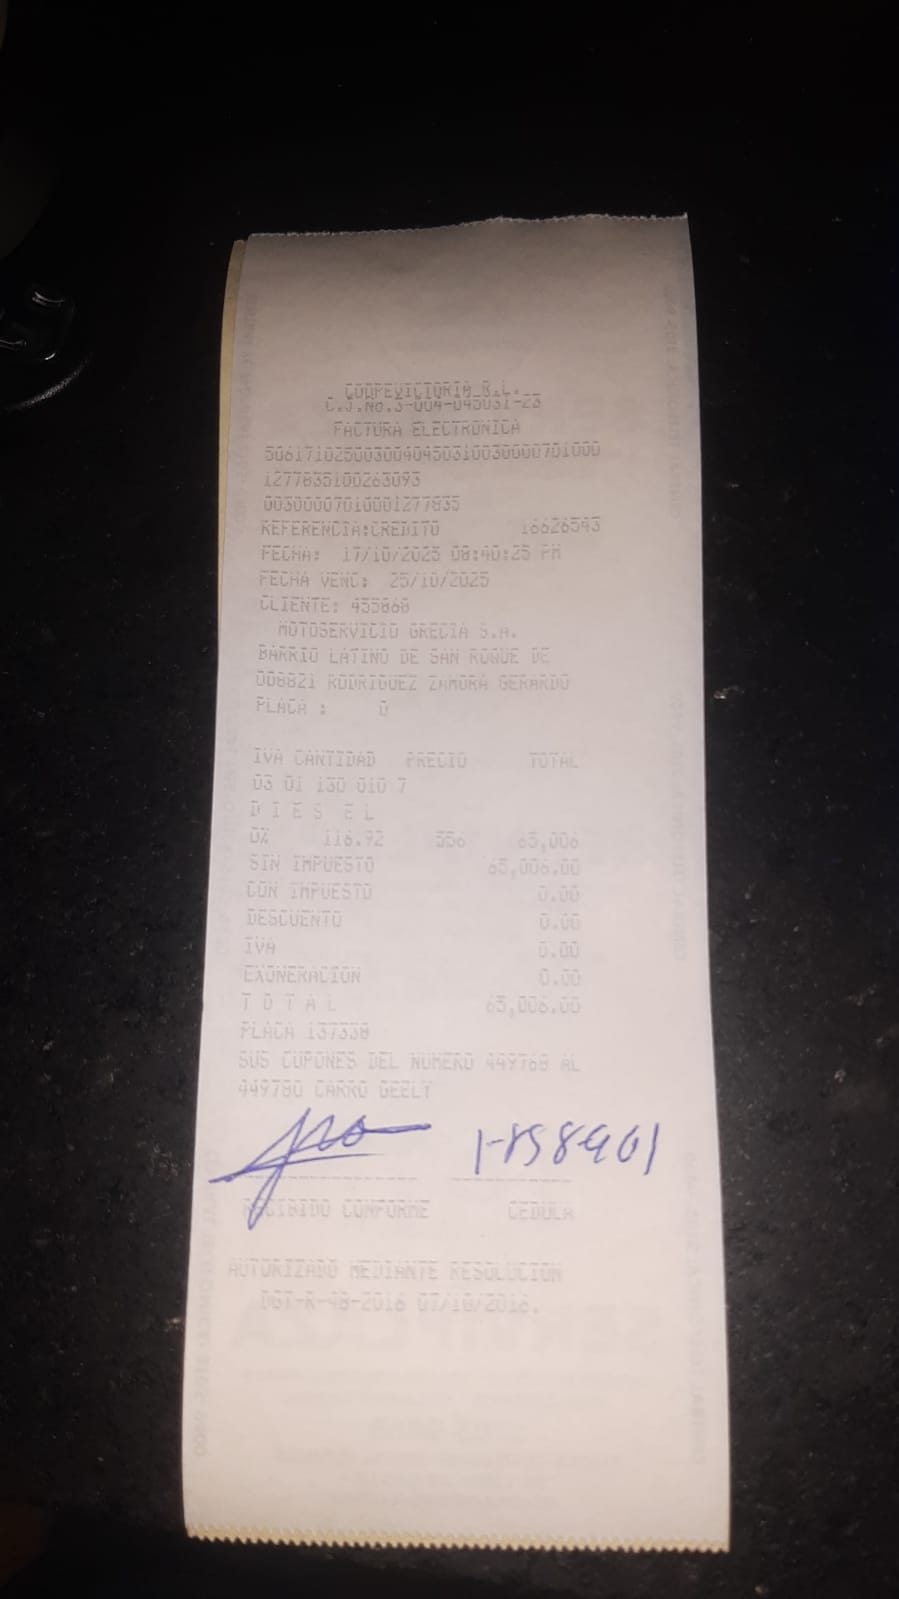 COOPEVICTORIA R.L.
C.J.No.3-004-045031-23
FACTURA ELECTRONICA
50617102500300404503100300007010000
1277835100263093
00300007010001277835
REFERENCIA:CREDITO 16626543
FECHA: 17/10/2025 08:40:25 PM
FECHA VENC: 25/10/2025
CLIENTE: 455868
MOTOSERVICIO GRECIA S.A.
BARRIO LATINO DE SAN ROQUE DE
008821 RODRIGUEZ ZAMORA GERARDO
PLACA : 0
IVA CANTIDAD PRECIO TOTAL
03 01 130 010 7
D I E S E L
0% 116.92 556 65,006
SIN IMPUESTO 65,006.00
CON IMPUESTO 0.00
DESCUENTO 0.00
IVA 0.00
EXONERACION 0.00
T O T A L 65,006.00
PLACA 137338
SUS CUPONES DEL NUMERO 449768 AL
449780 CARRO GEELY
RECIBIDO CONFORME CEDULA
AUTORIZADO MEDIANTE RESOLUCION
DGT-R-48-2016 07/10/2016.